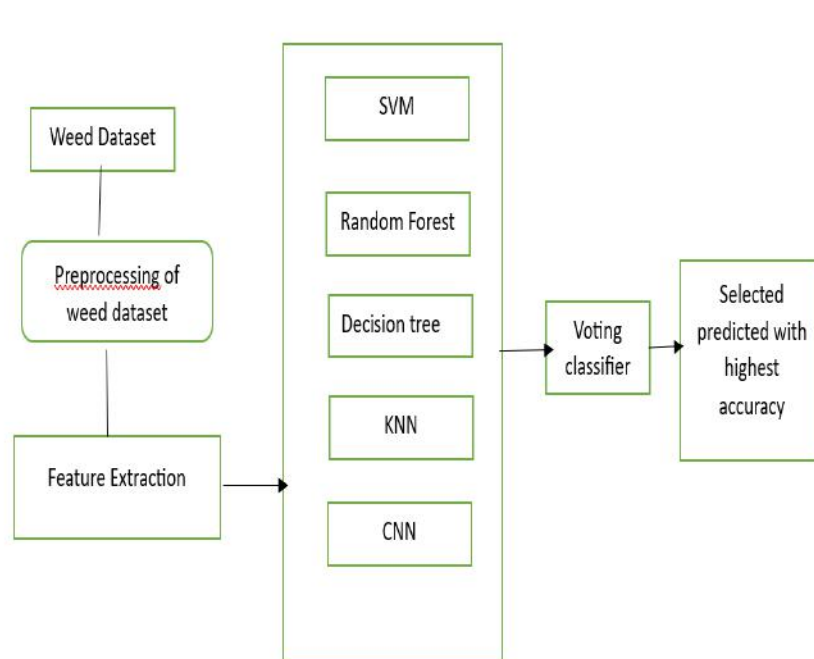 Weed Dataset
Preprocessing of
weed dataset
Feature Extraction
SVM
Random Forest
Decision tree
KNN
CNN
Voting
classifier
Selected
predicted with
highest
accuracy